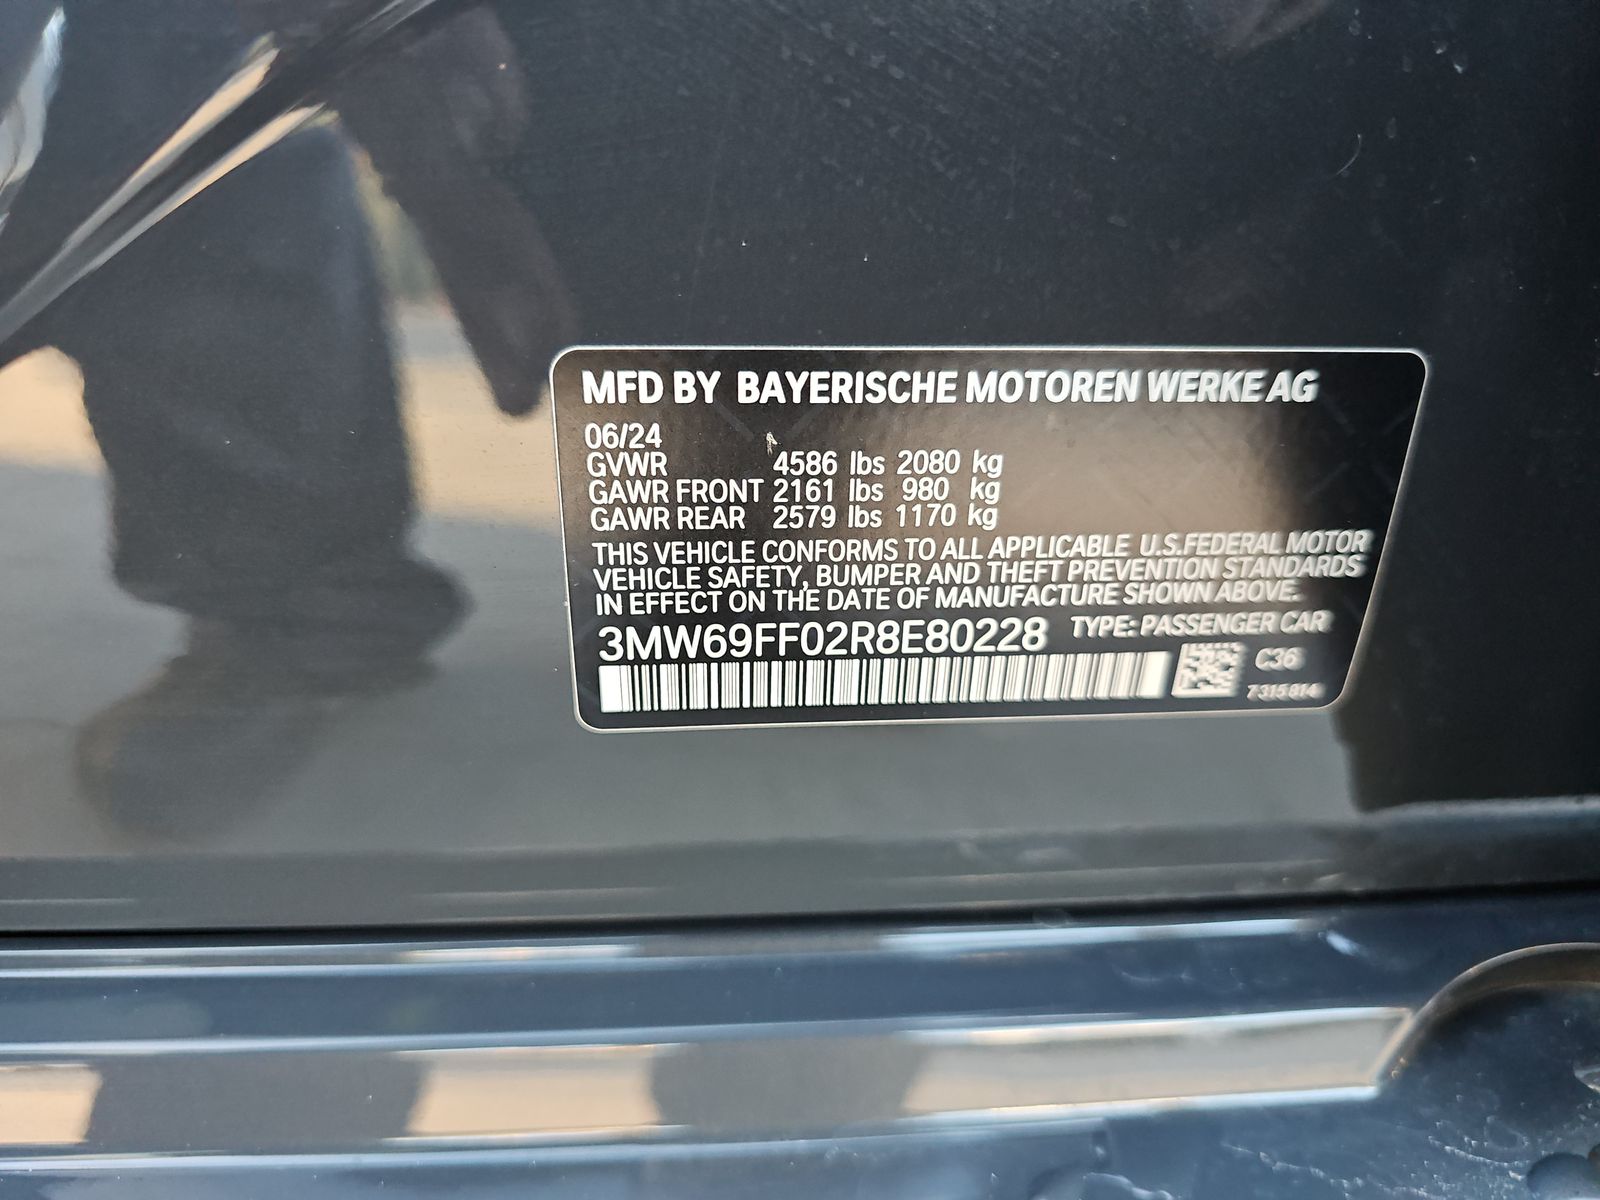 MFD BY BAYERISCHE MOTOREN WERKE AG
06/24
GVWR 4586 lbs 2080 kg
GAWR FRONT 2161 lbs 980 kg
GAWR REAR 2579 lbs 1170 kg
THIS VEHICLE CONFORMS TO ALL APPLICABLE U.S.FEDERAL MOTOR
VEHICLE SAFETY, BUMPER AND THEFT PREVENTION STANDARDS
IN EFFECT ON THE DATE OF MANUFACTURE SHOWN ABOVE.
3MW69FF02R8E80228 TYPE: PASSENGER CAR
C36
7315814